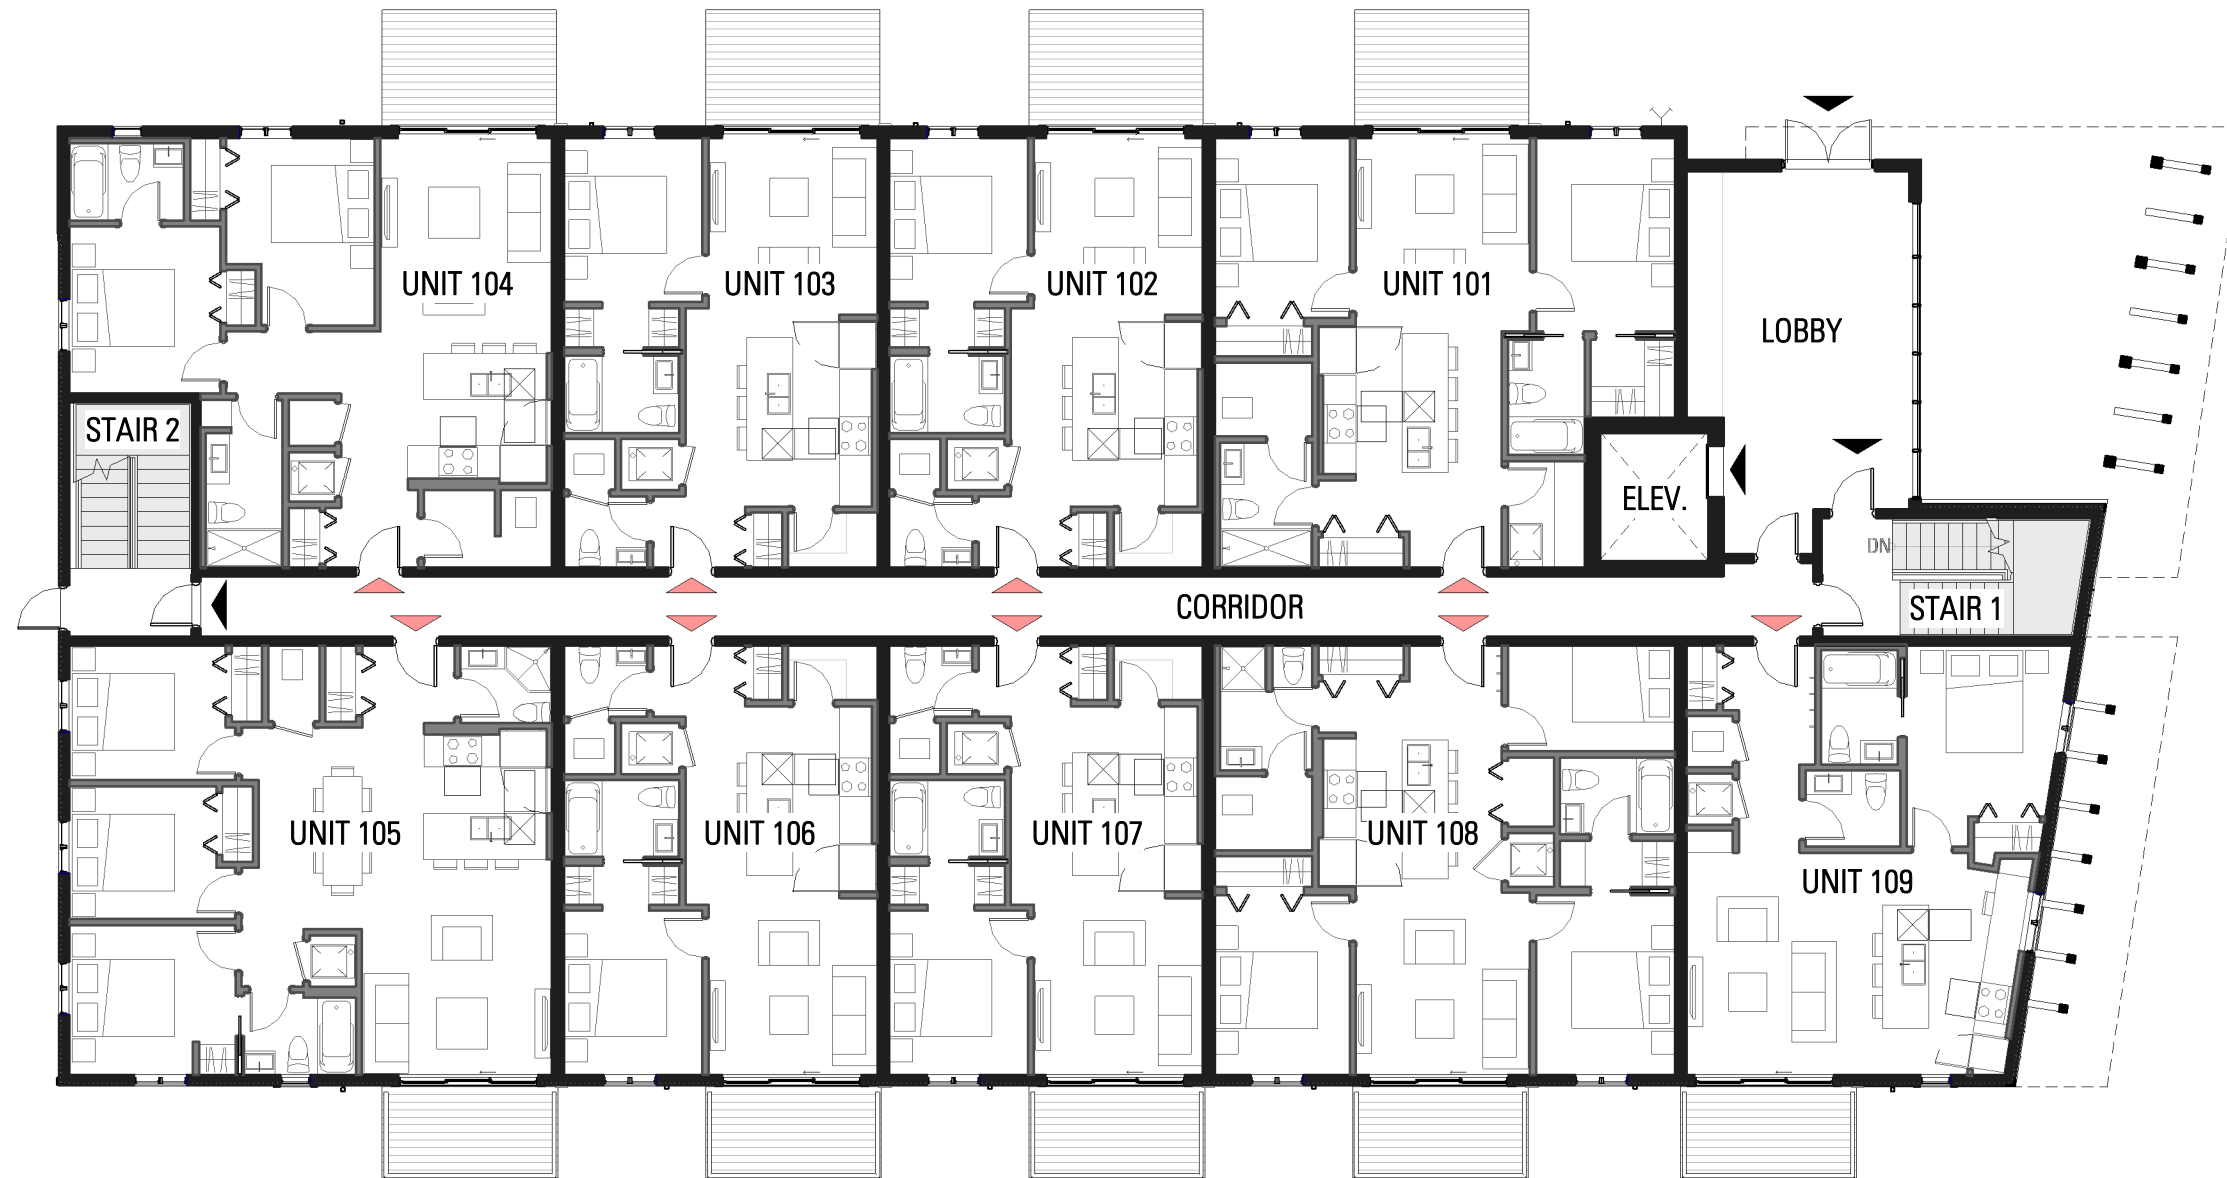 UNIT 104
UNIT 103
UNIT 102
UNIT 101
LOBBY
STAIR 2
ELEV.
DN
CORRIDOR
STAIR 1
UNIT 105
UNIT 106
UNIT 107
UNIT 108
UNIT 109